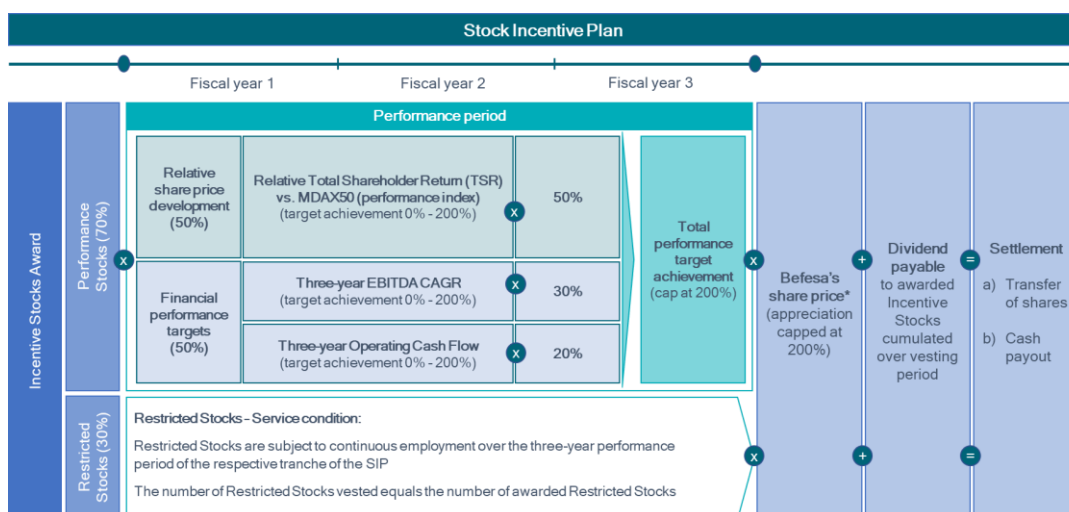 Stock Incentive Plan
Fiscal year 1
Fiscal year 2
Fiscal year 3
Incentive Stocks Award
Performance
Stocks (70%)
Performance period
Relative
share price
development
(50%)
Relative Total Shareholder Return (TSR)
vs. MDAX50 (performance index)
(target achievement 0% - 200%)
x
50%
Financial
performance
targets
(50%)
Three-year EBITDA CAGR
(target achievement 0% - 200%)
x
30%
Three-year Operating Cash Flow
(target achievement 0% - 200%)
x
20%
x
Total
performance
target
achievement
(cap at 200%)
x
Befesa's
share price*
(appreciation
capped at
200%)
+
Dividend
payable
to awarded
Incentive
Stocks
cumulated
over vesting
period
=
Settlement
a) Transfer
of shares
b) Cash
payout
Restricted
Stocks (30%)
Restricted Stocks – Service condition:
Restricted Stocks are subject to continuous employment over the three-year performance
period of the respective tranche of the SIP
The number of Restricted Stocks vested equals the number of awarded Restricted Stocks
x
+
=